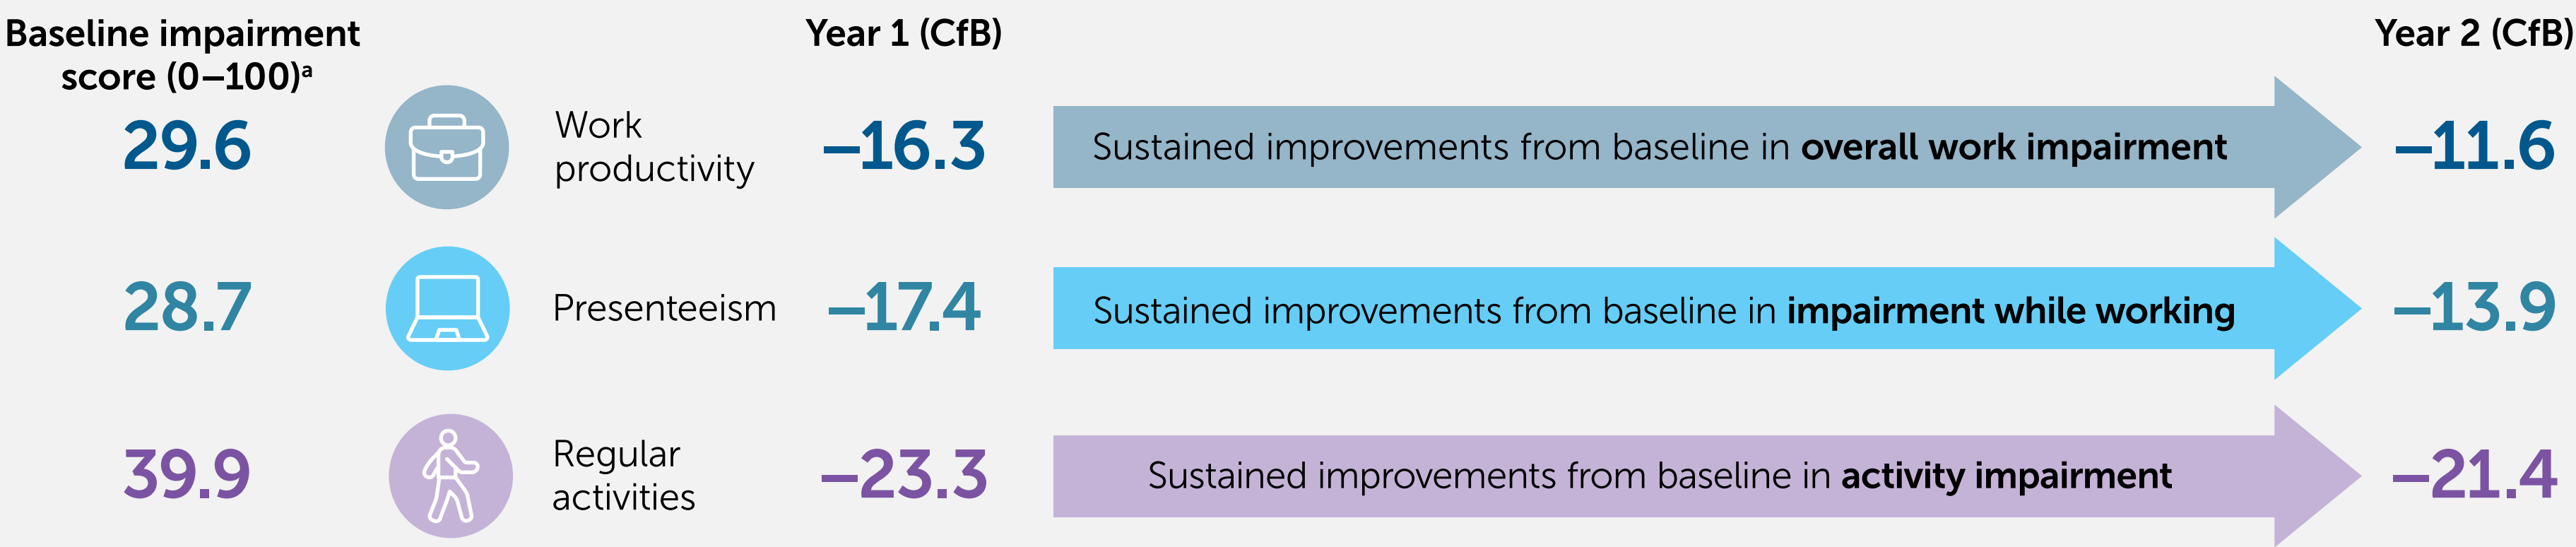 Baseline impairment
score (0–100)ᵃ
Year 1 (CfB)
Year 2 (CfB)
29.6
Work
productivity
–16.3
Sustained improvements from baseline in overall work impairment
–11.6
28.7
Presenteeism
–17.4
Sustained improvements from baseline in impairment while working
–13.9
39.9
Regular
activities
–23.3
Sustained improvements from baseline in activity impairment
–21.4